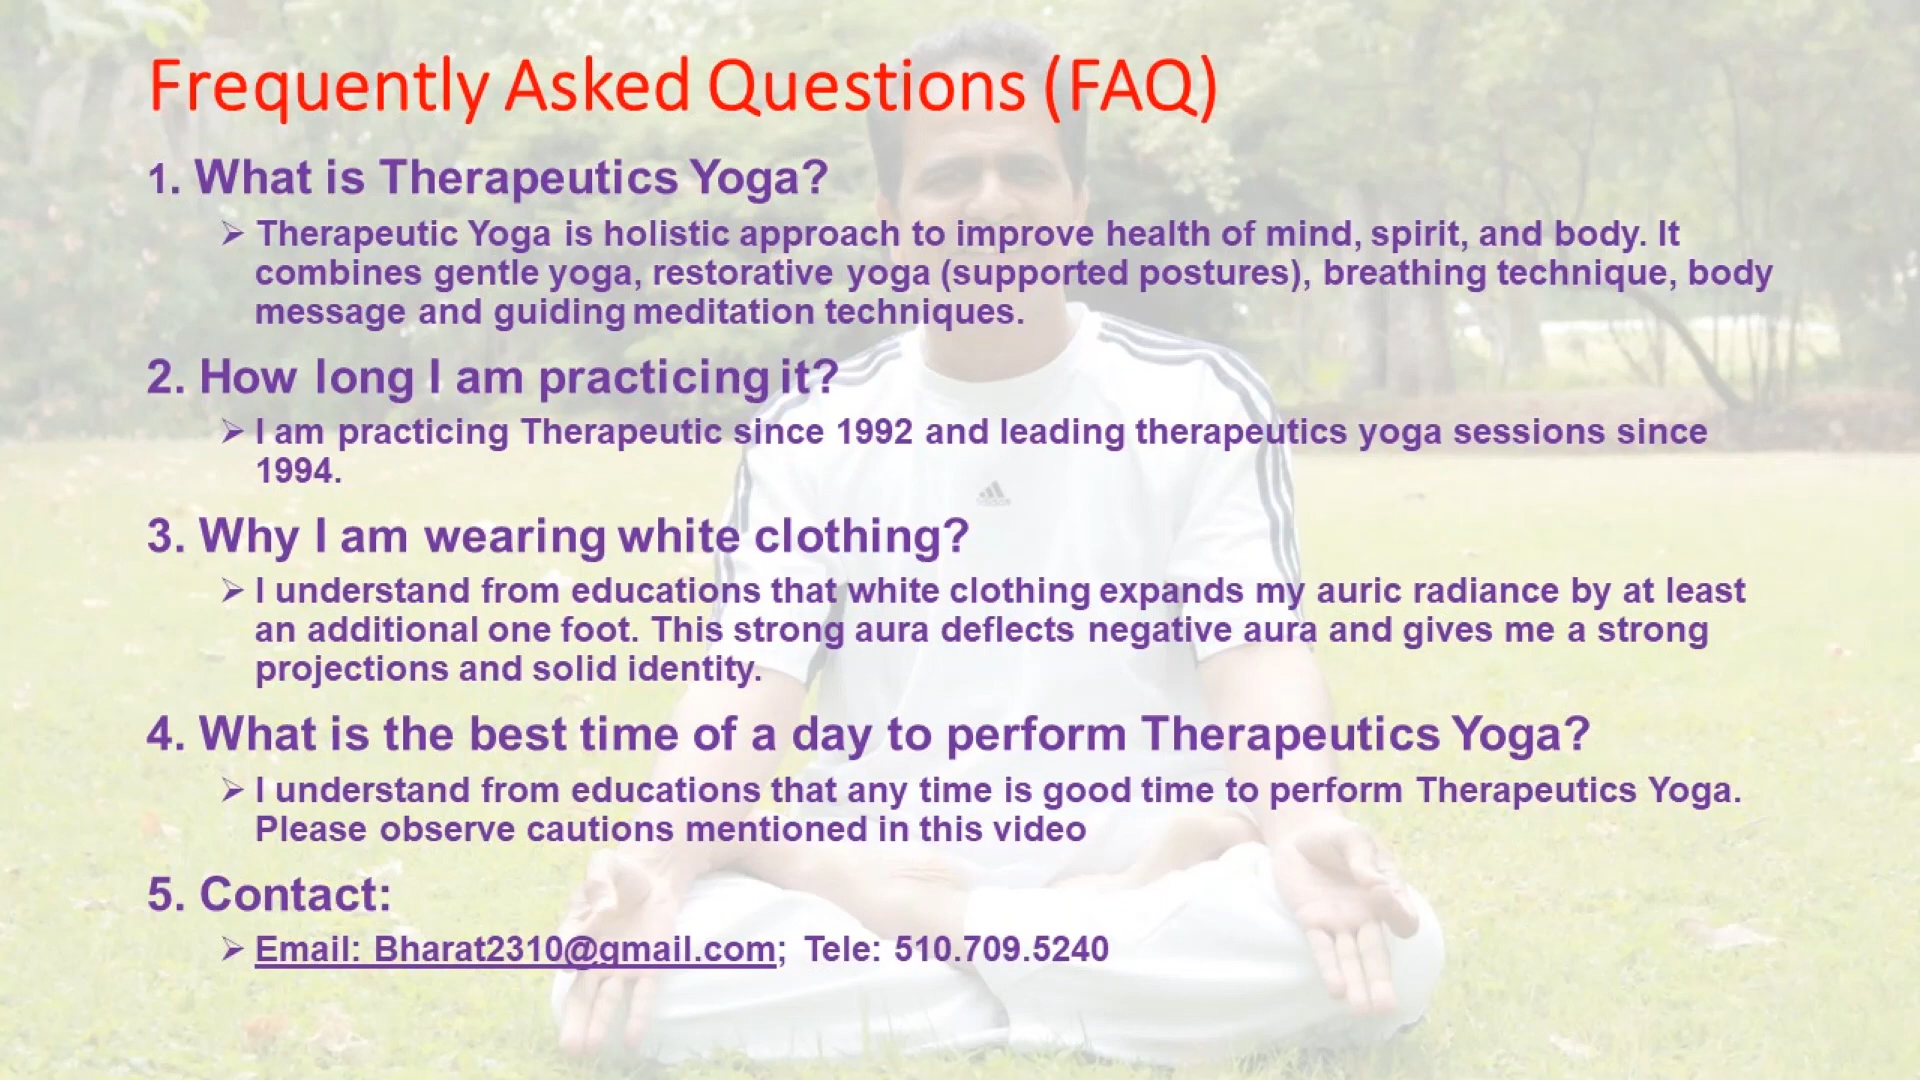 Frequently Asked Questions (FAQ)
1. What is Therapeutics Yoga?
➢ Therapeutic Yoga is holistic approach to improve health of mind, spirit, and body. It
combines gentle yoga, restorative yoga (supported postures), breathing technique, body
message and guiding meditation techniques.
2. How long I am practicing it?
➢ I am practicing Therapeutic since 1992 and leading therapeutics yoga sessions since
1994.
3. Why I am wearing white clothing?
➢ I understand from educations that white clothing expands my auric radiance by at least
an additional one foot. This strong aura deflects negative aura and gives me a strong
projections and solid identity.
4. What is the best time of a day to perform Therapeutics Yoga?
➢ I understand from educations that any time is good time to perform Therapeutics Yoga.
Please observe cautions mentioned in this video
5. Contact:
➢ Email: Bharat2310@gmail.com; Tele: 510.709.5240